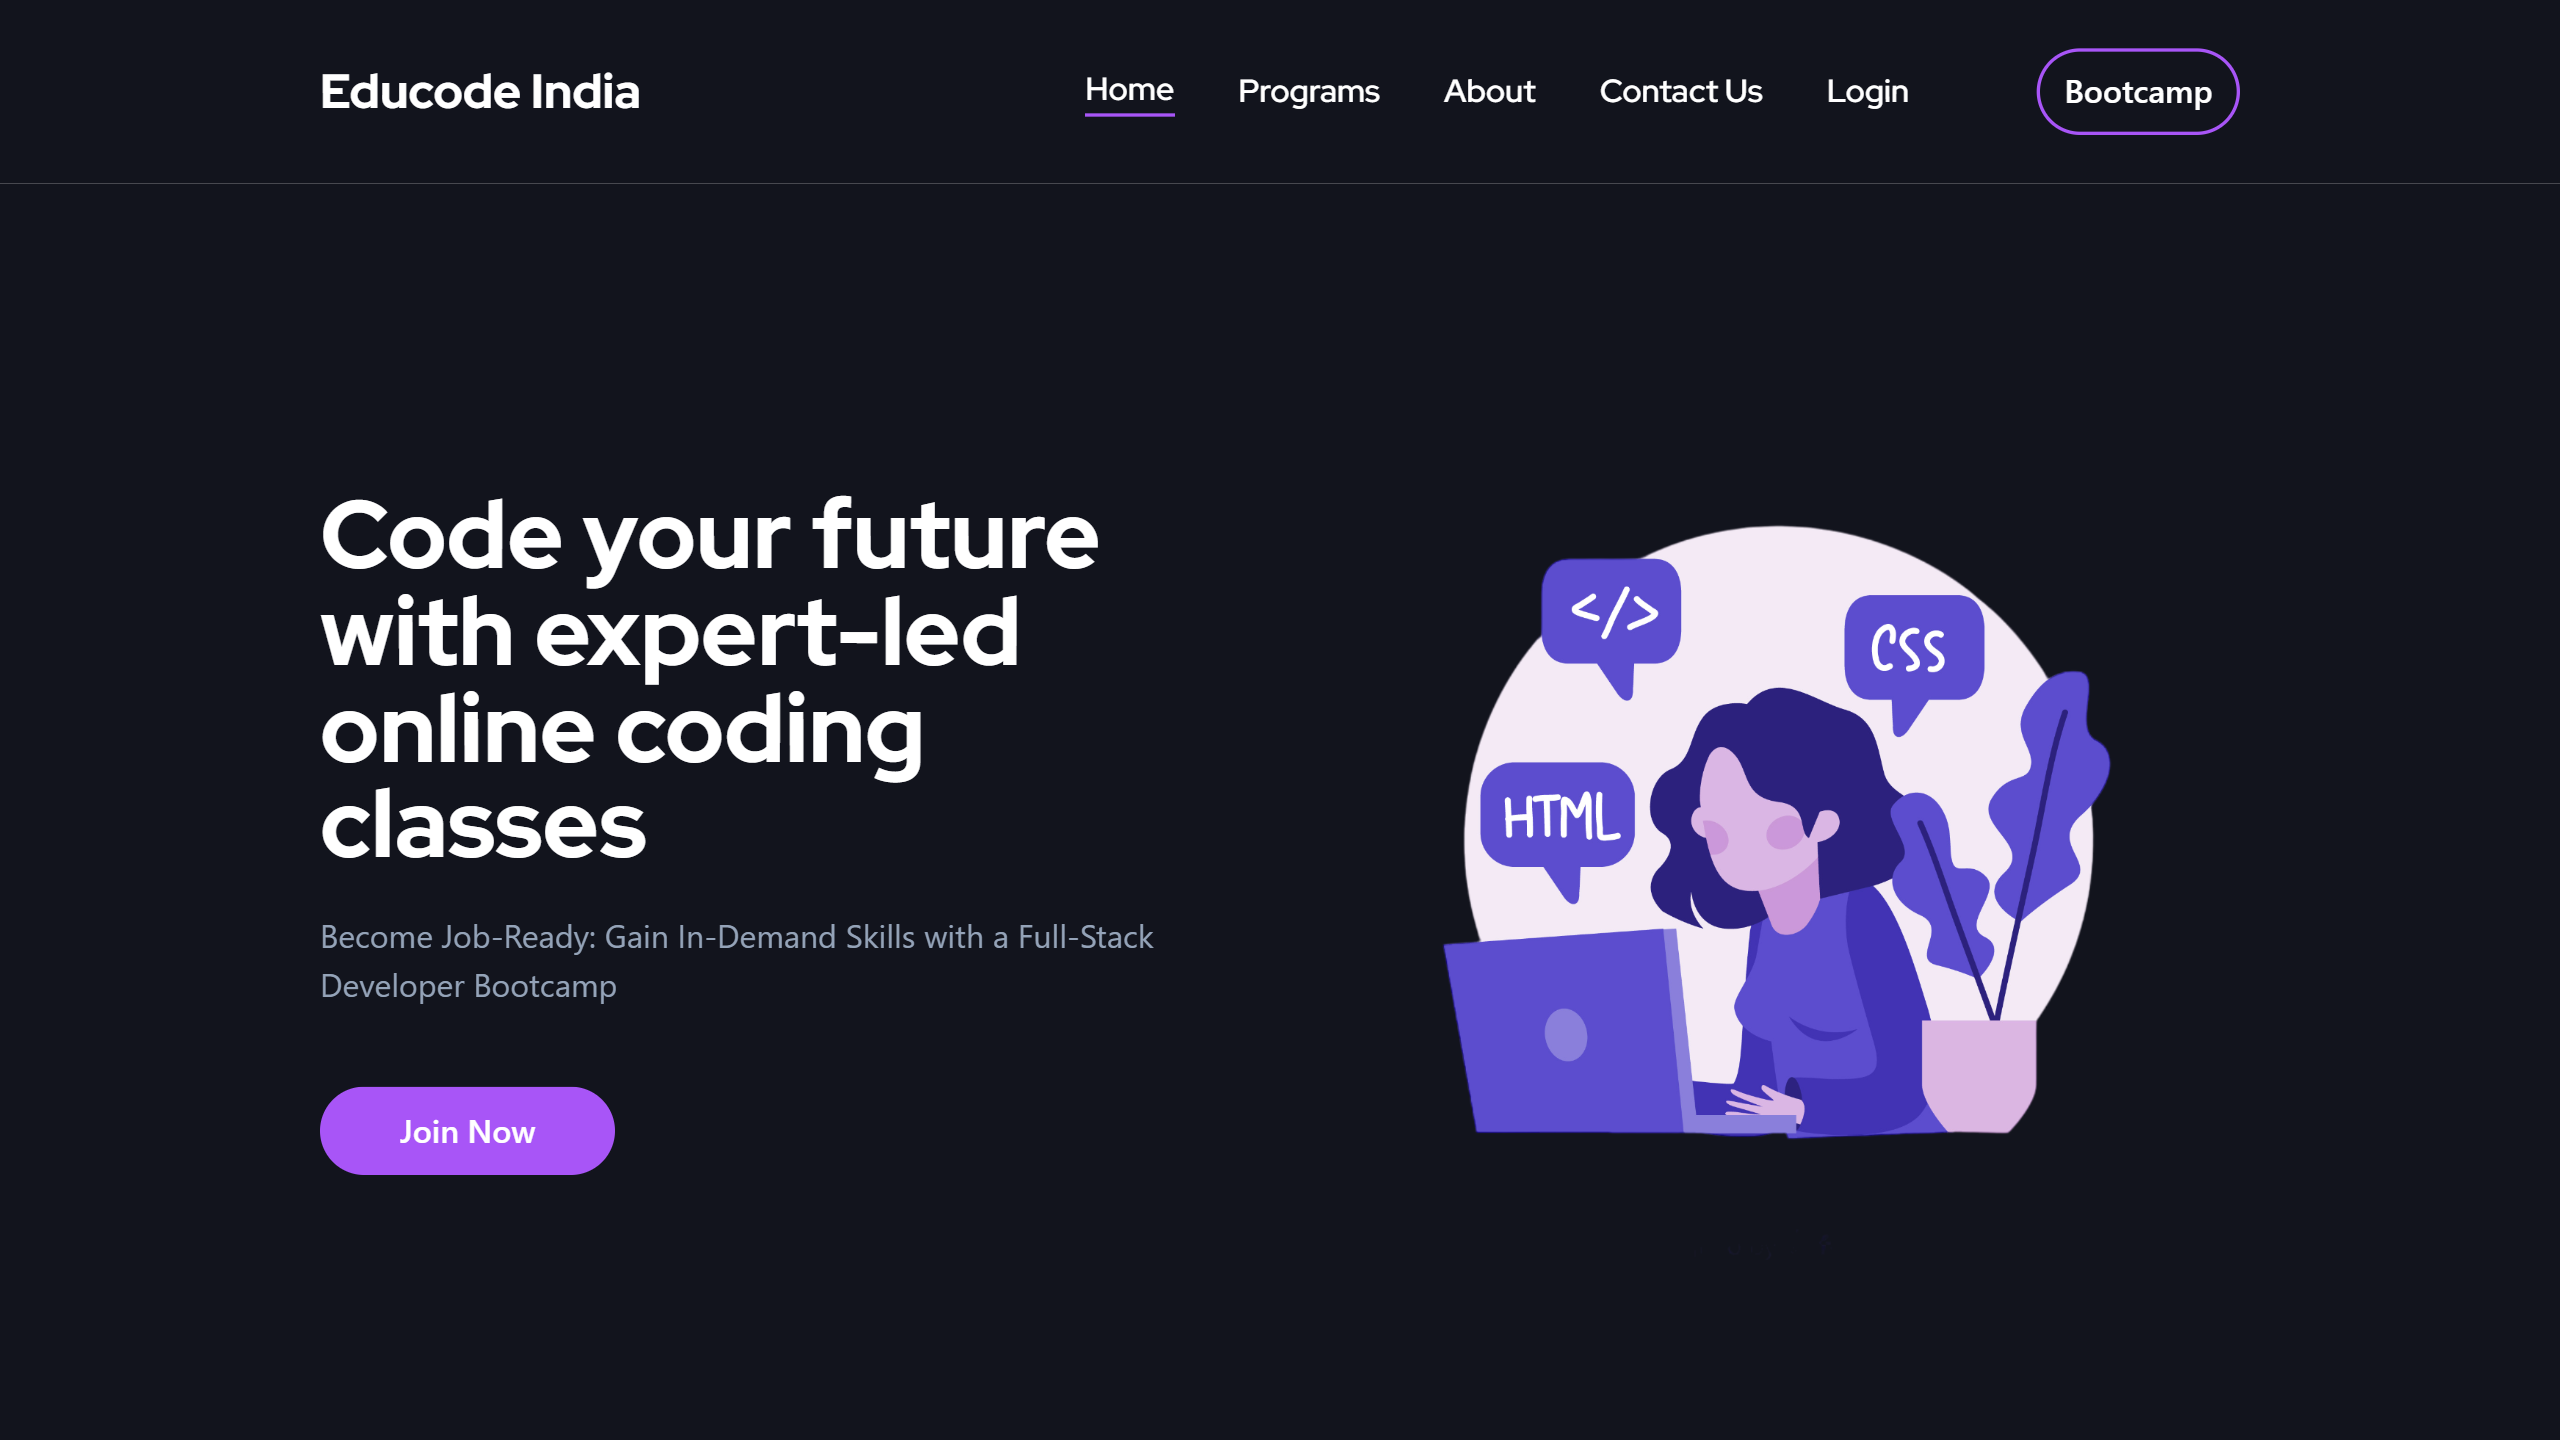 Educode India
Home
Programs
About
Contact Us
Login
Bootcamp
Code your future
with expert-led
online coding
classes
Become Job-Ready: Gain In-Demand Skills with a Full-Stack
Developer Bootcamp
Join Now
</>
CSS
HTML